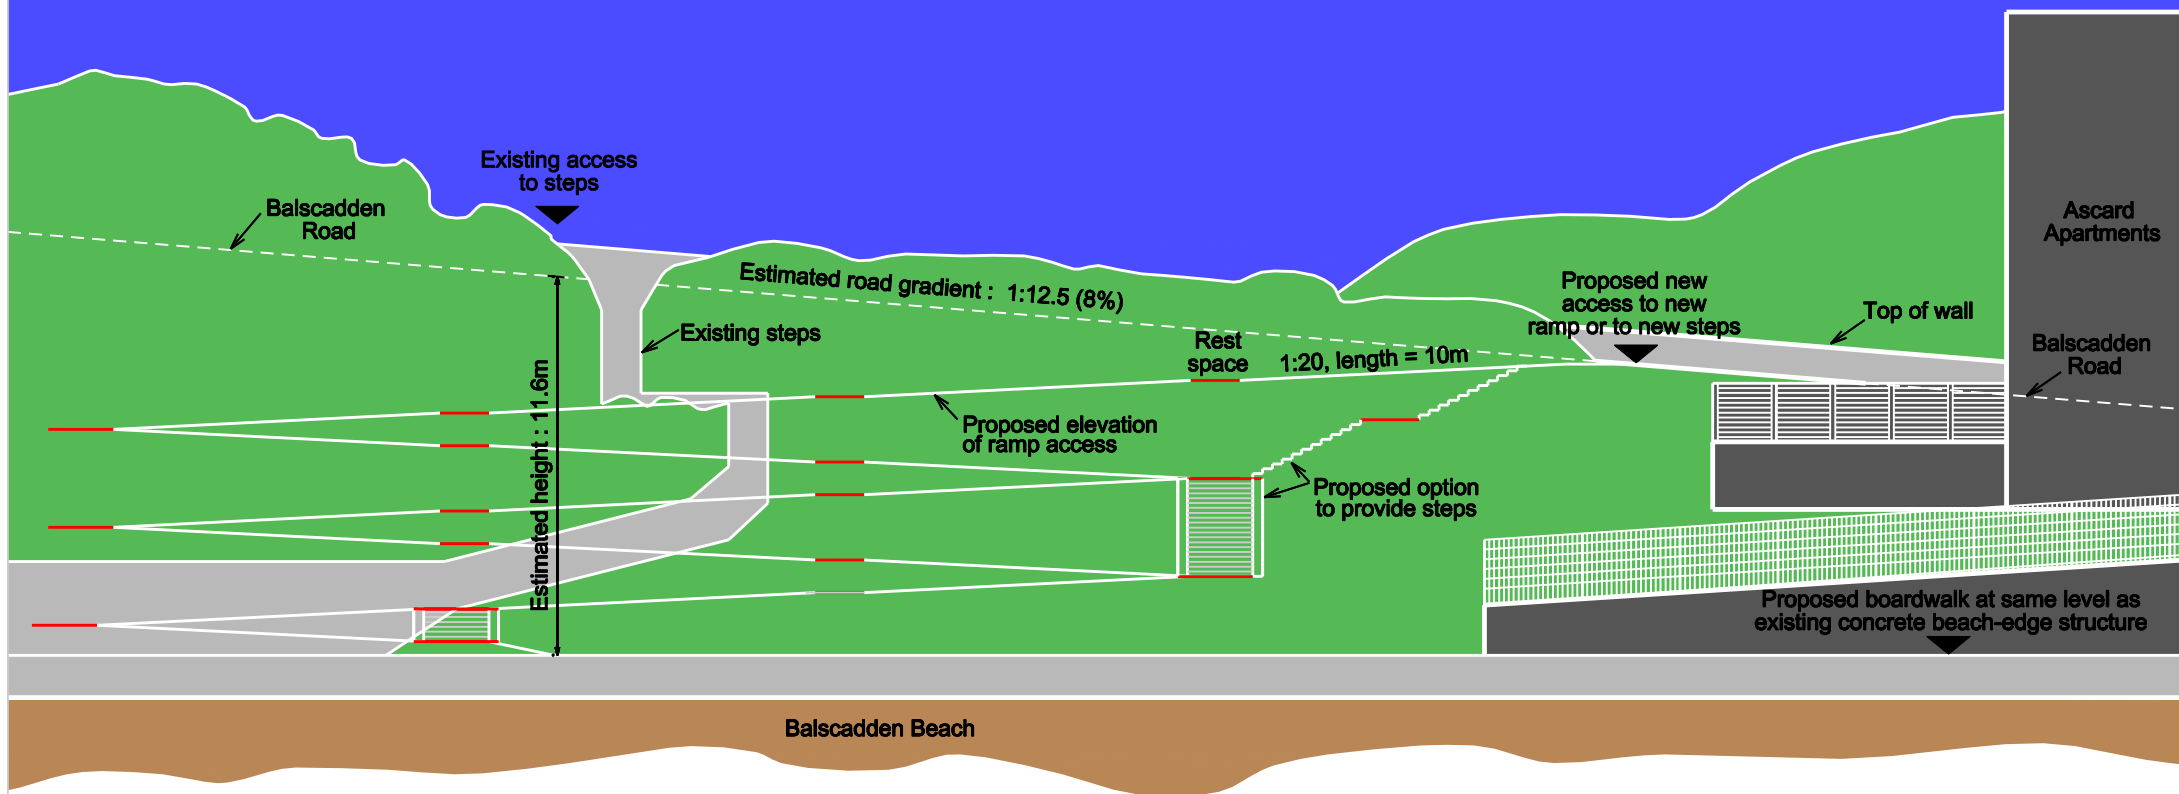 Existing access
to steps
Balscadden
Road
Ascard
Apartments
Estimated road gradient : 1:12.5 (8%)
Proposed new
access to new
ramp or to new steps
Top of wall
Existing steps
Rest
space
1:20, length = 10m
Balscadden
Road
Estimated height : 11.6m
Proposed elevation
of ramp access
Proposed option
to provide steps
Proposed boardwalk at same level as
existing concrete beach-edge structure
Balscadden Beach